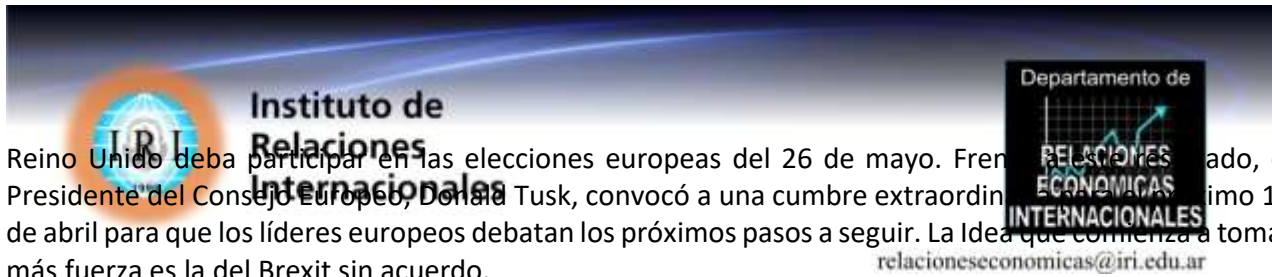 Departamento de
Instituto de
Relaciones
Internacionales
I.R.I
RELACIONES
ECONOMICAS
INTERNACIONALES
Reino Unido deba participar en las elecciones europeas del 26 de mayo.
Presidente del Consejo Europeo, Donald Tusk, convocó a una cumbre
de abril para que los líderes europeos debatan los próximos pasos a seguir. La Idea que comienza a
más fuerza es la del Brexit sin acuerdo.
relacioneseconomicas@iri.edu.ar